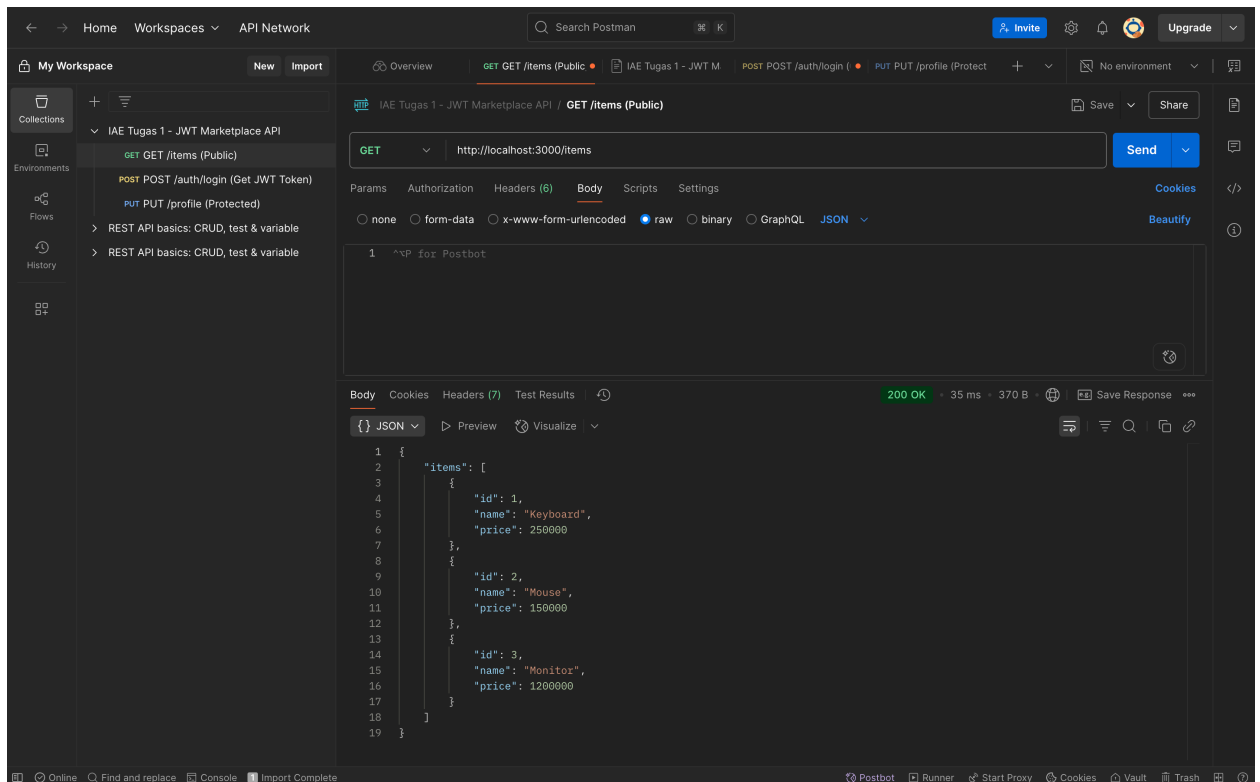 Home Workspaces API Network Search Postman ⌘ K Invite Upgrade
My Workspace New Import Overview GET GET /items (Public IAE Tugas 1 - JWT M. POST POST /auth/login ( PUT PUT /profile (Protect No environment
Collections
Environments
Flows
History
IAE Tugas 1 - JWT Marketplace API
GET GET /items (Public)
POST POST /auth/login (Get JWT Token)
PUT PUT /profile (Protected)
REST API basics: CRUD, test & variable
REST API basics: CRUD, test & variable
HTTP IAE Tugas 1 - JWT Marketplace API / GET /items (Public) Save Share
GET http://localhost:3000/items Send
Params Authorization Headers (6) Body Scripts Settings Cookies
none form-data x-www-form-urlencoded raw binary GraphQL JSON Beautify
1 ^⌥P for Postbot
Body Cookies Headers (7) Test Results 200 OK 35 ms 370 B e.g. Save Response
{} JSON Preview Visualize
1 {
2 "items": [
3 {
4 "id": 1,
5 "name": "Keyboard",
6 "price": 250000
7 },
8 {
9 "id": 2,
10 "name": "Mouse",
11 "price": 150000
12 },
13 {
14 "id": 3,
15 "name": "Monitor",
16 "price": 1200000
17 }
18 ]
19 }
Online Find and replace Console 1 Import Complete Postbot Runner Start Proxy Cookies Vault Trash